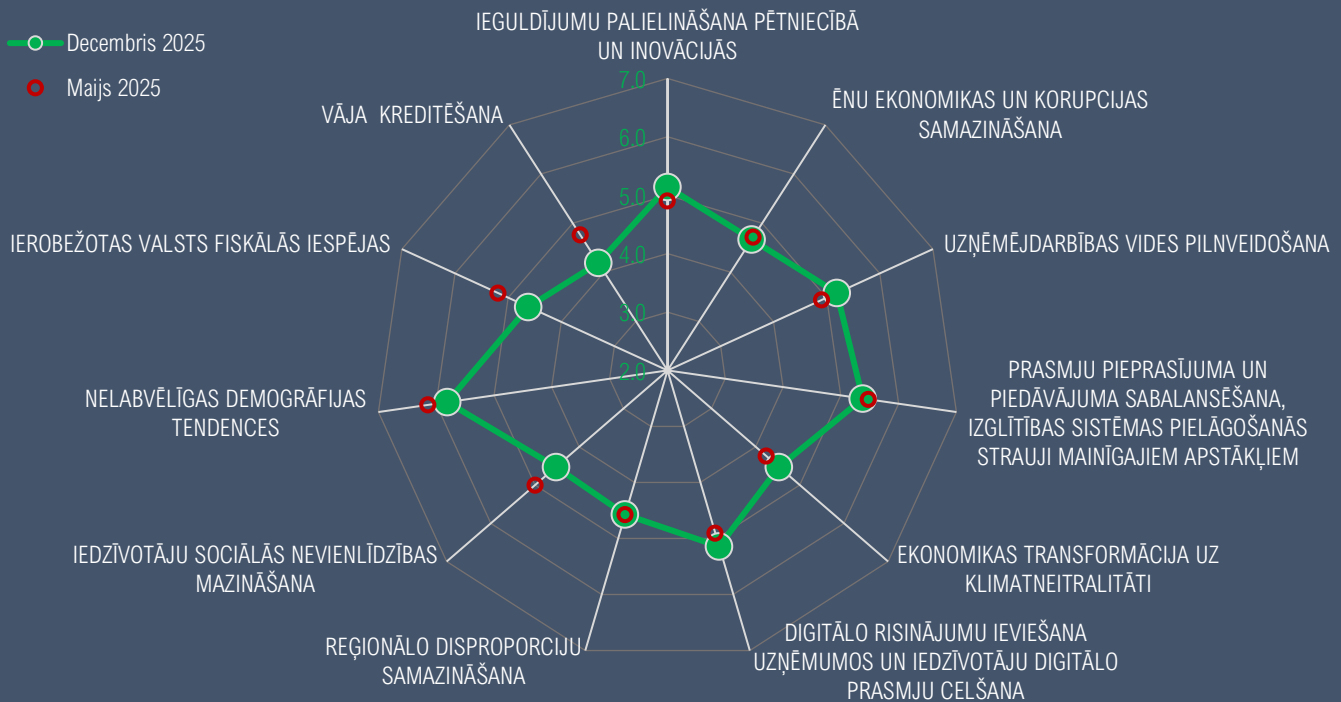 Decembris 2025
Maijs 2025
IEGULDĪJUMU PALIELINĀŠANA PĒTNIECĪBĀ
UN INOVĀCIJĀS
ĒNU EKONOMIKAS UN KORUPCIJAS
SAMAZINĀŠANA
UZŅĒMĒJDARBĪBAS VIDES PILNVEIDOŠANA
PRASMJU PIEPRASĪJUMA UN
PIEDĀVĀJUMA SABALANSĒŠANA,
IZGLĪTĪBAS SISTĒMAS PIELĀGOŠANĀS
STRAUJI MAINĪGAJIEM APSTĀKĻIEM
EKONOMIKAS TRANSFORMĀCIJA UZ
KLIMATNEITRALITĀTI
DIGITĀLO RISINĀJUMU IEVIEŠANA
UZŅĒMUMOS UN IEDZĪVOTĀJU DIGITĀLO
PRASMJU CELŠANA
REĢIONĀLO DISPROPORCIJU
SAMAZINĀŠANA
IEDZĪVOTĀJU SOCIĀLĀS NEVIENLĪDZĪBAS
MAZINĀŠANA
NELABVĒLĪGAS DEMOGRĀFIJAS
TENDENCES
IEROBEŽOTAS VALSTS FISKĀLĀS IESPĒJAS
VĀJA  KREDITĒŠANA
7.0
6.0
5.0
4.0
3.0
2.0